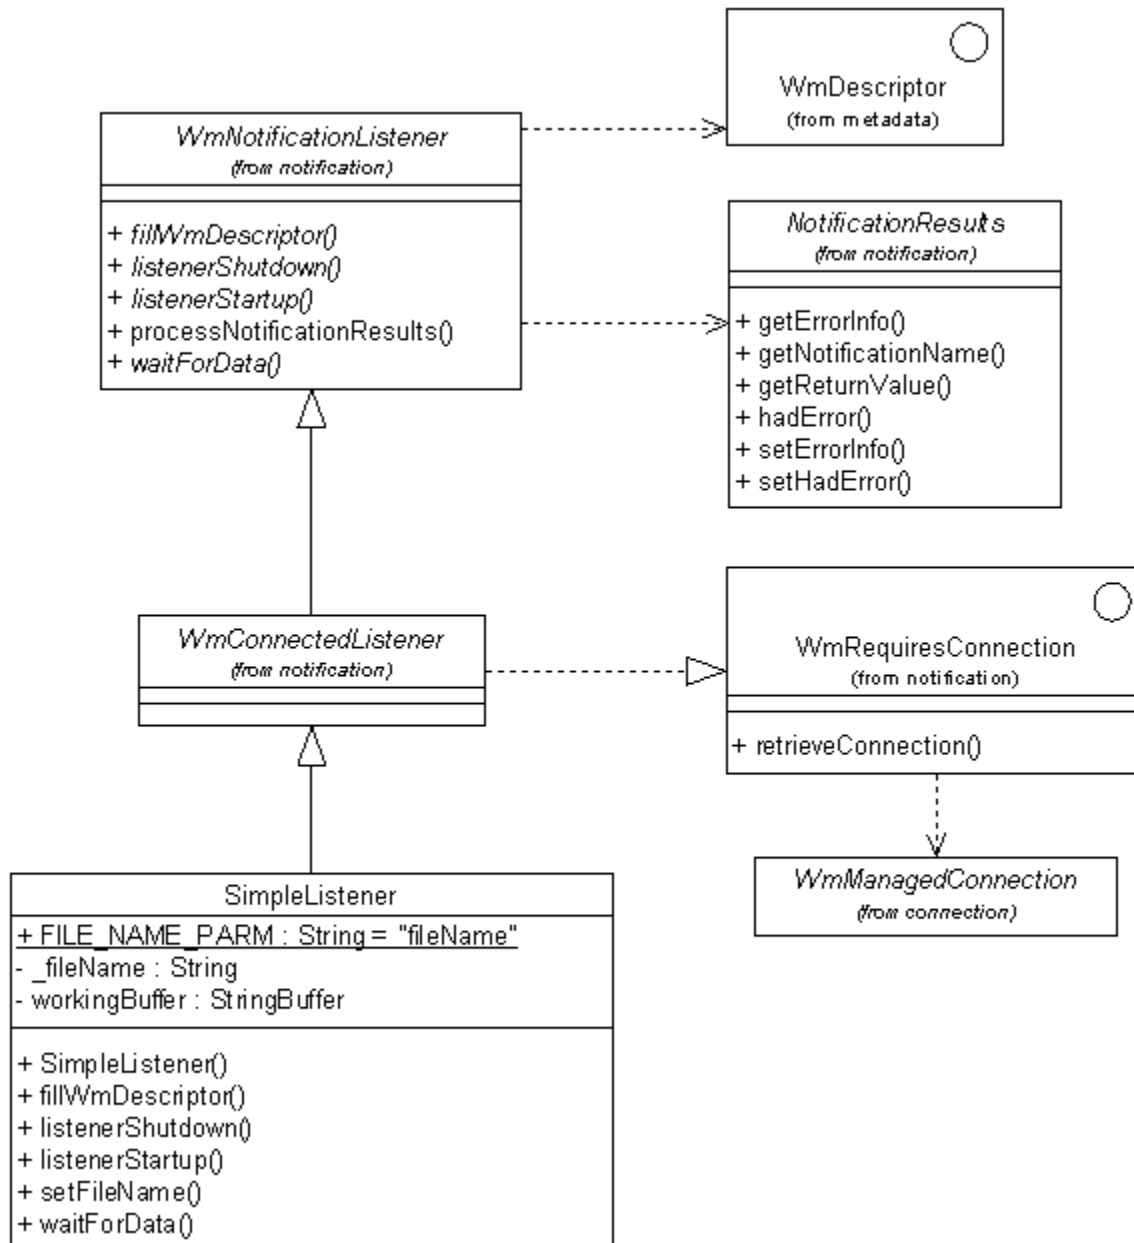 WmDescriptor
(from metadata)
WmNotificationListener
(from notification)
+ fillWmDescriptor()
+ listenerShutdown()
+ listenerStartup()
+ processNotificationResults()
+ waitForData()
NotificationResults
(from notification)
+ getErrorInfo()
+ getNotificationName()
+ getReturnValue()
+ hadError()
+ setErrorInfo()
+ setHadError()
WmConnectedListener
(from notification)
WmRequiresConnection
(from notification)
+ retrieveConnection()
WmManagedConnection
(from connection)
SimpleListener
+ FILE_NAME_PARM : String = "fileName"
- _fileName : String
- workingBuffer : StringBuffer
+ SimpleListener()
+ fillWmDescriptor()
+ listenerShutdown()
+ listenerStartup()
+ setFileName()
+ waitForData()